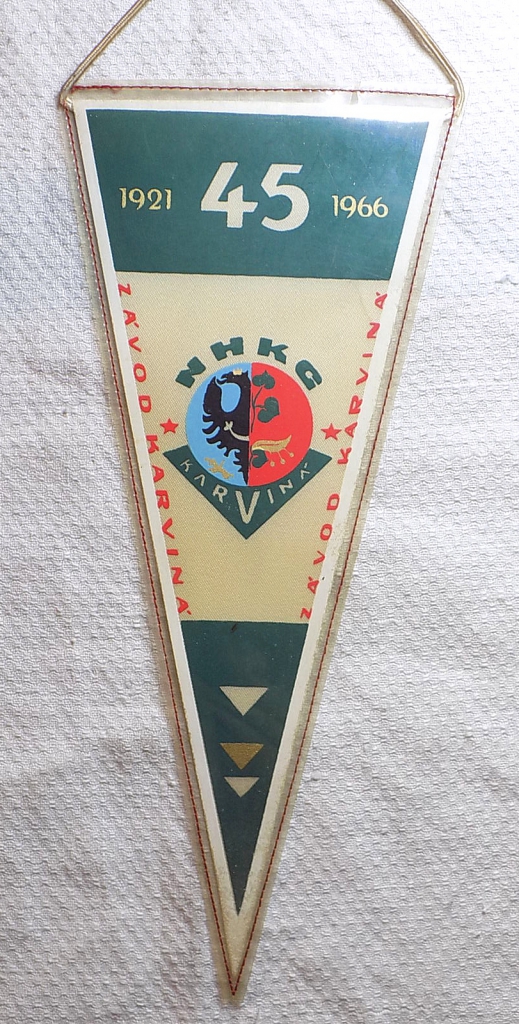 1921 45 1966
ZÁVOD KARVINÁ
NHKG
KARVINÁ
ZÁVOD KARVINÁ